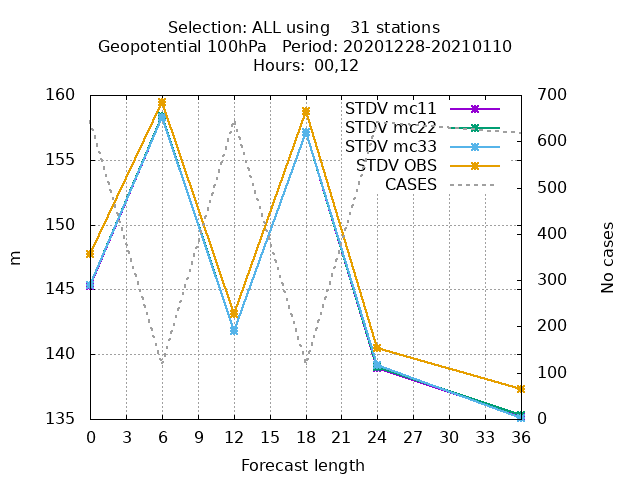 Selection: ALL using 31 stations
Geopotential 100hPa Period: 20201228-20210110
Hours: 00,12
160
155
150
145
140
135
m
STDV mc11
STDV mc22
STDV mc33
STDV OBS
CASES
700
600
500
400
300
200
100
0
No cases
0 3 6 9 12 15 18 21 24 27 30 33 36
Forecast length